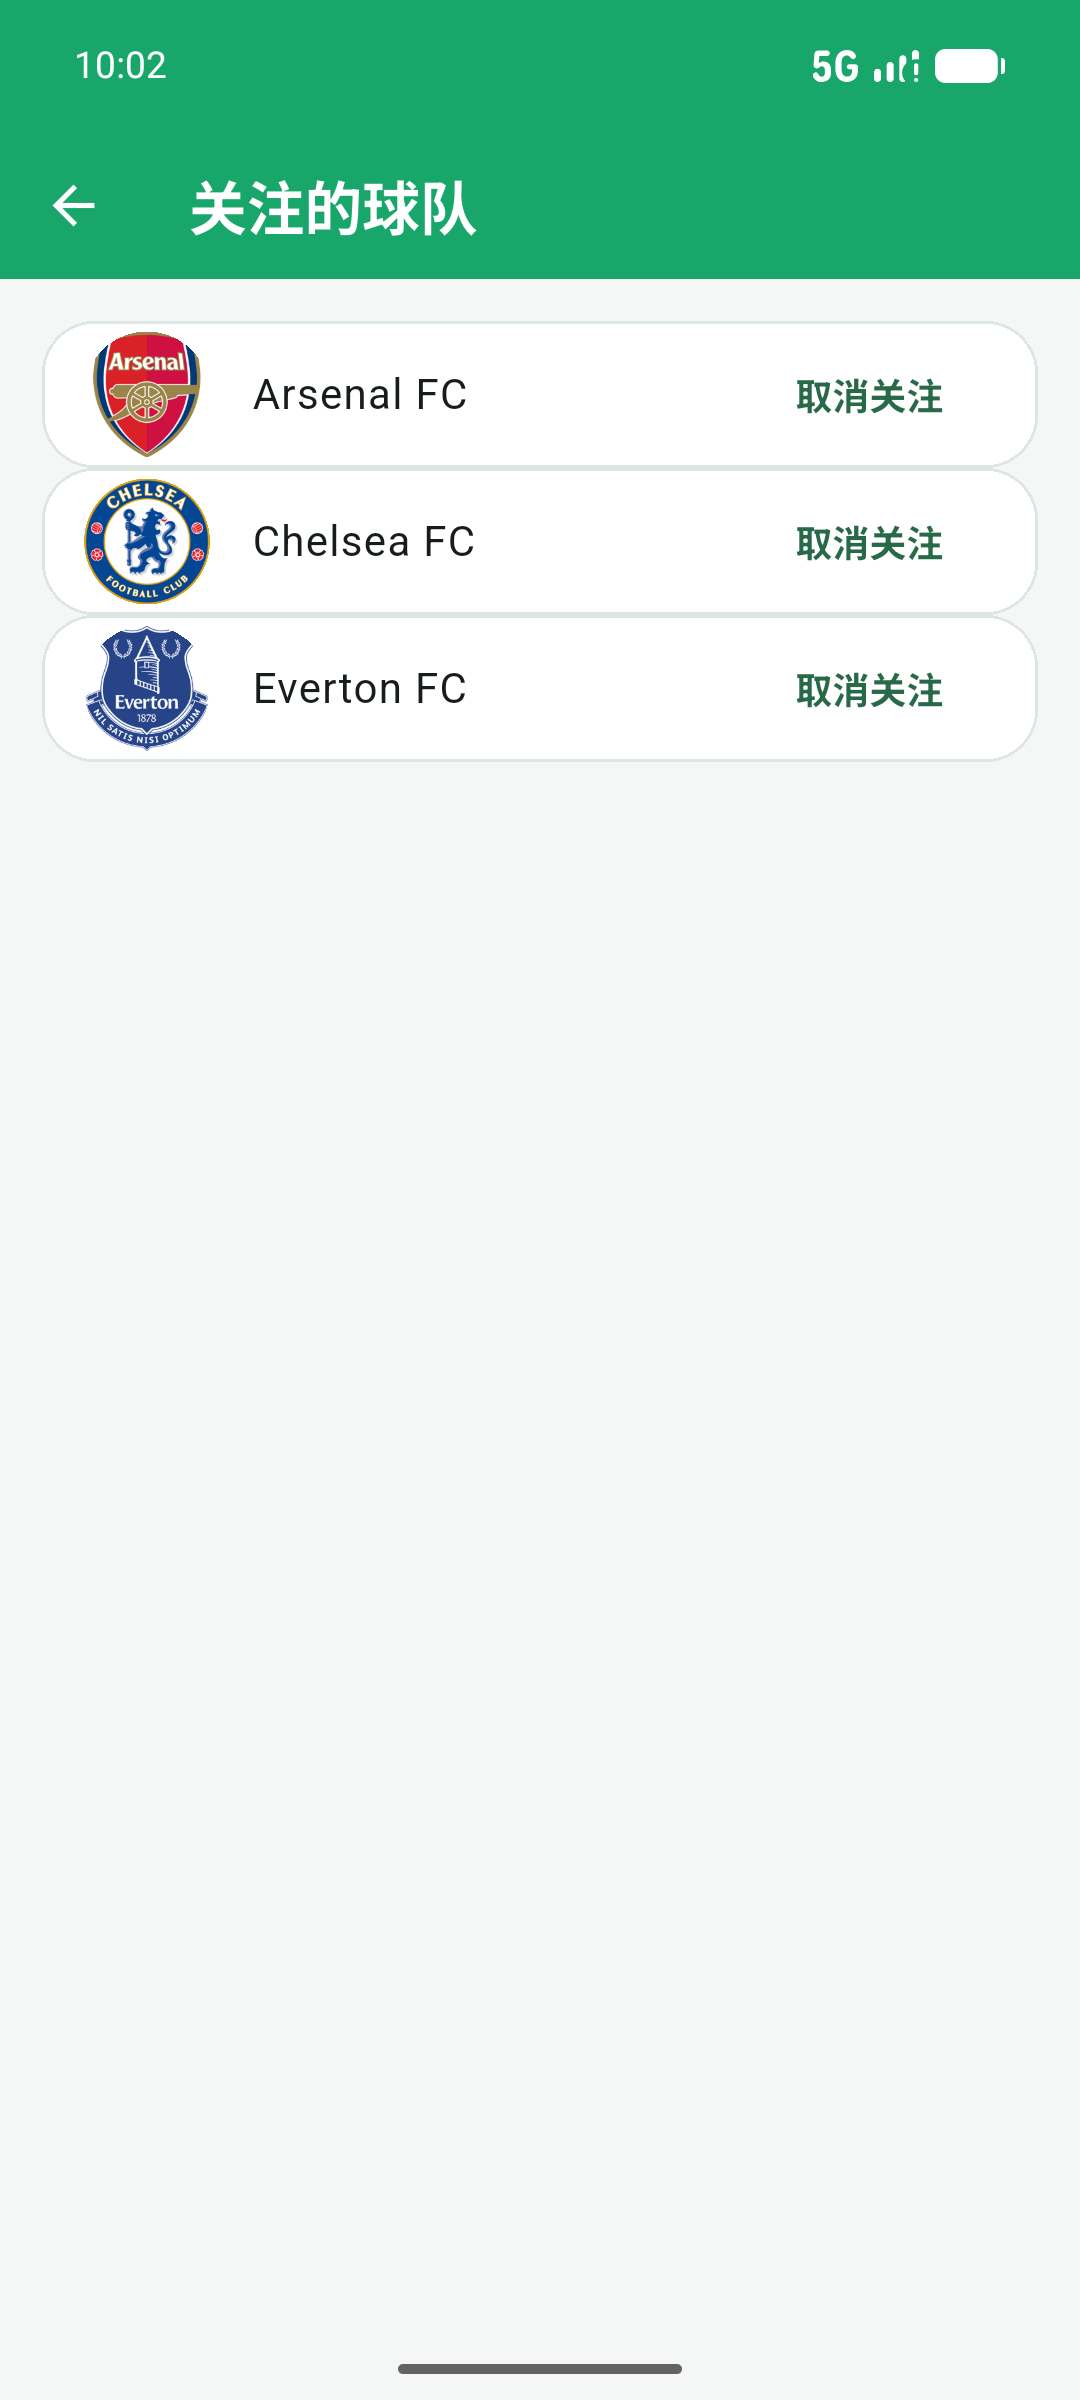 10:02
5G
关注的球队
Arsenal
Arsenal FC
取消关注
CHELSEA
FOOTBALL CLUB
Chelsea FC
取消关注
Everton
1878
NIL SATIS NISI OPTIMUM
Everton FC
取消关注